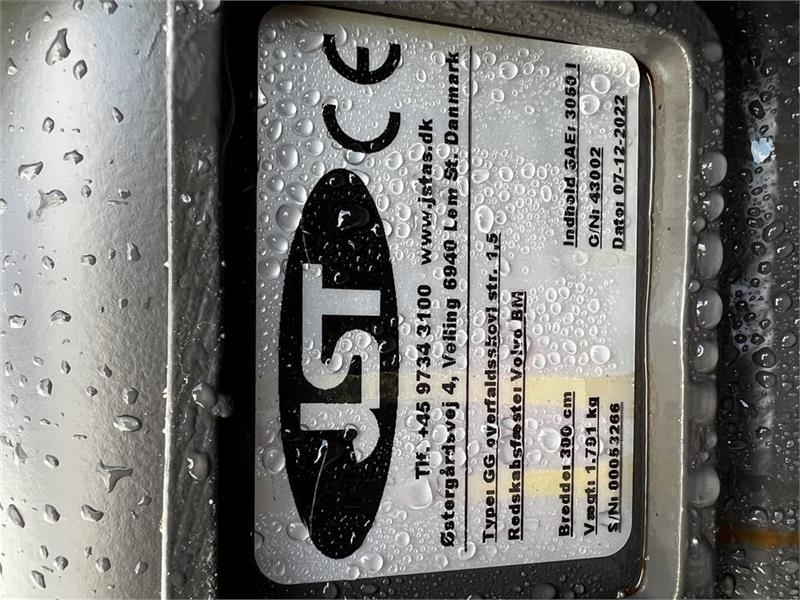 JST CE
Tlf. +45 9734 3100 www.jstas.dk
Østergårdsvej 4, Velling 6940 Lem St. Danmark
Type: GG overfaldsskovl str. 1,5
Redskabsfæste: Volvo BM
Bredde: 300 cm Indhold SAE: 3050 l
Vægt: 1.791 kg C/N: 43002
S/N: 00053266 Dato: 07-12-2022